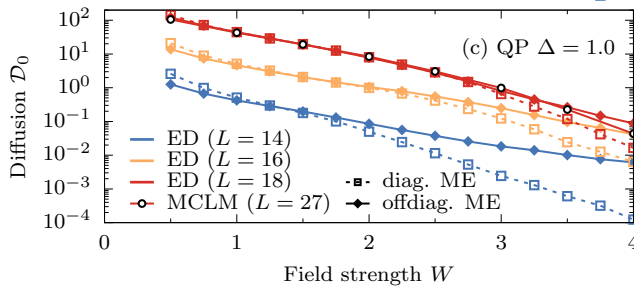 10³
10²
10¹
10⁰
10⁻¹
10⁻²
10⁻³
10⁻⁴
Diffusion 𝒟₀
(c) QP Δ = 1.0
ED (L = 14)
ED (L = 16)
ED (L = 18)
MCLM (L = 27)
diag. ME
offdiag. ME
0 1 2 3 4
Field strength W